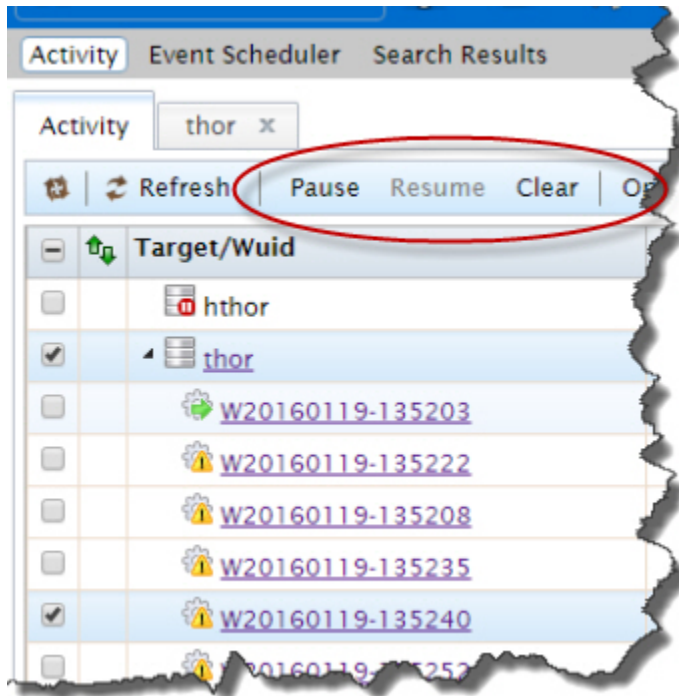 Activity Event Scheduler Search Results
Activity thor x
Refresh Pause Resume Clear
Target/Wuid
hthor
thor
W20160119-135203
W20160119-135222
W20160119-135208
W20160119-135235
W20160119-135240